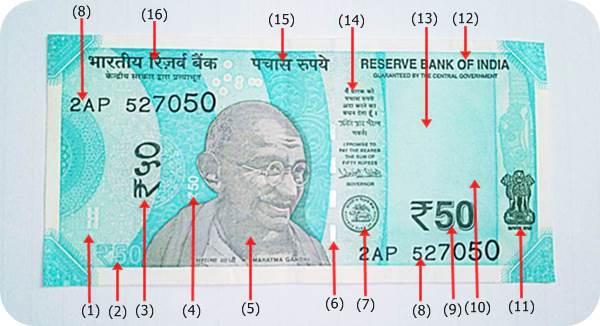 (8)
(16)
(15)
(14)
(13)
(12)
भारतीय रिज़र्व बैंक
केन्द्रीय सरकार द्वारा प्रत्याभूत
पचास रुपये
RESERVE BANK OF INDIA
GUARANTEED BY THE CENTRAL GOVERNMENT
2AP 527050
मैं धारक को
पचास रुपये
अदा करने का
वचन देता हूँ।
I PROMISE TO
PAY THE BEARER
THE SUM OF
FIFTY RUPEES
GOVERNOR
₹५०
50
₹50
₹50
2AP 527050
महात्मा गांधी MAHATMA GANDHI
(1)
(2)
(3)
(4)
(5)
(6)
(7)
(8)
(9)
(10)
(11)